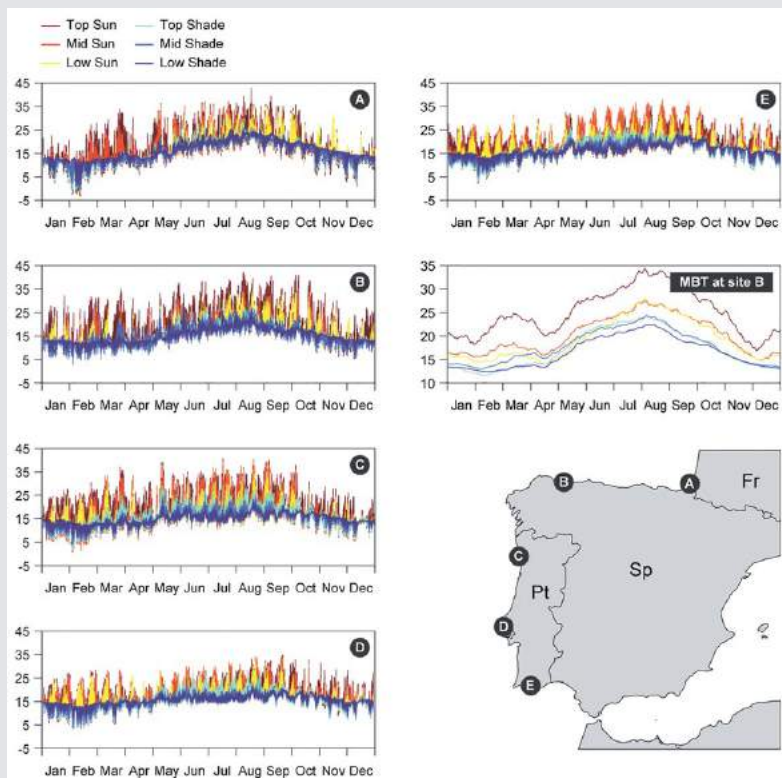 Top Sun Top Shade
Mid Sun Mid Shade
Low Sun Low Shade
45
35
25
15
5
-5
A
Jan Feb Mar Apr May Jun Jul Aug Sep Oct Nov Dec
45
35
25
15
5
-5
E
Jan Feb Mar Apr May Jun Jul Aug Sep Oct Nov Dec
45
35
25
15
5
-5
B
Jan Feb Mar Apr May Jun Jul Aug Sep Oct Nov Dec
35
30
25
20
15
10
MBT at site B
Jan Feb Mar Apr May Jun Jul Aug Sep Oct Nov Dec
45
35
25
15
5
-5
C
Jan Feb Mar Apr May Jun Jul Aug Sep Oct Nov Dec
45
35
25
15
5
-5
D
Jan Feb Mar Apr May Jun Jul Aug Sep Oct Nov Dec
B
A
Fr
C
Sp
Pt
D
E